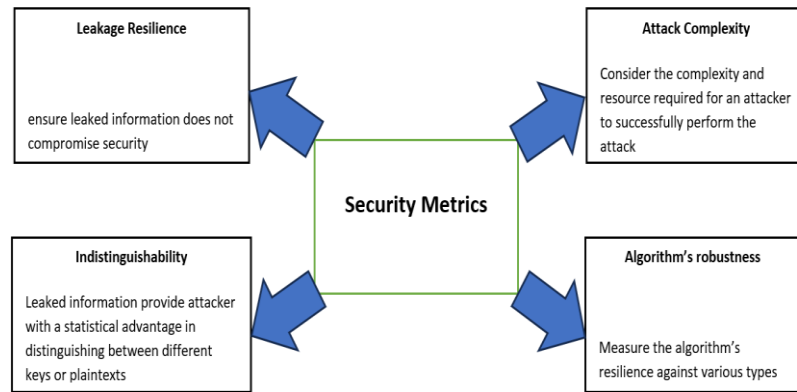 Leakage Resilience
ensure leaked information does not
compromise security
Attack Complexity
Consider the complexity and
resource required for an attacker
to successfully perform the
attack
Security Metrics
Indistinguishability
Leaked information provide attacker
with a statistical advantage in
distinguishing between different
keys or plaintexts
Algorithm's robustness
Measure the algorithm's
resilience against various types